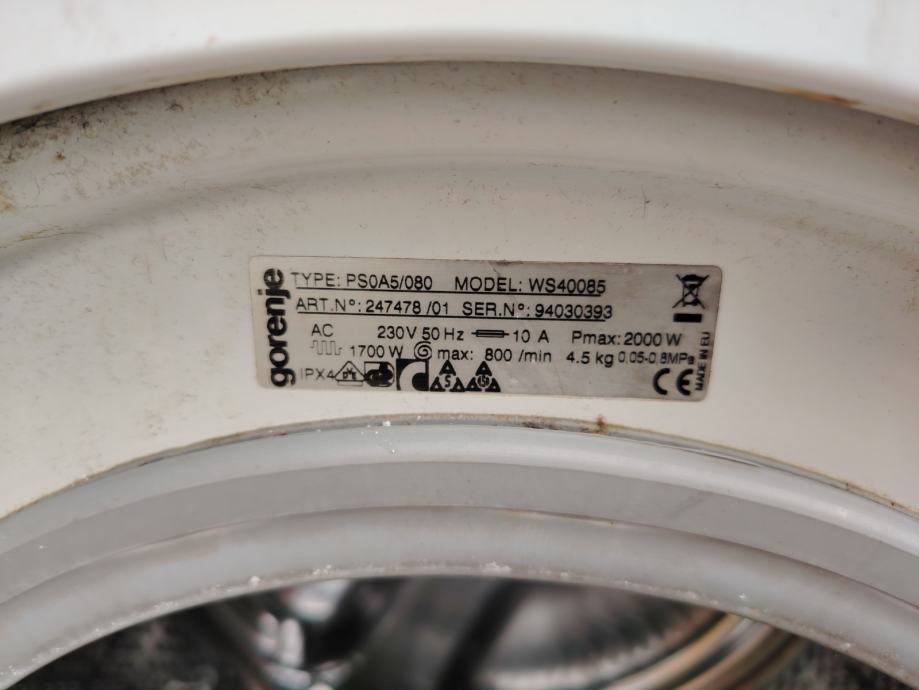 gorenje
TYPE: PS0A5/080 MODEL: WS40085
ART.N°: 247478 /01 SER.N°: 94030393
AC 230V 50 Hz 10 A Pmax: 2000 W
1700 W max: 800 /min 4.5 kg 0.05-0.8MPa
IPX4 S CE
MADE IN EU